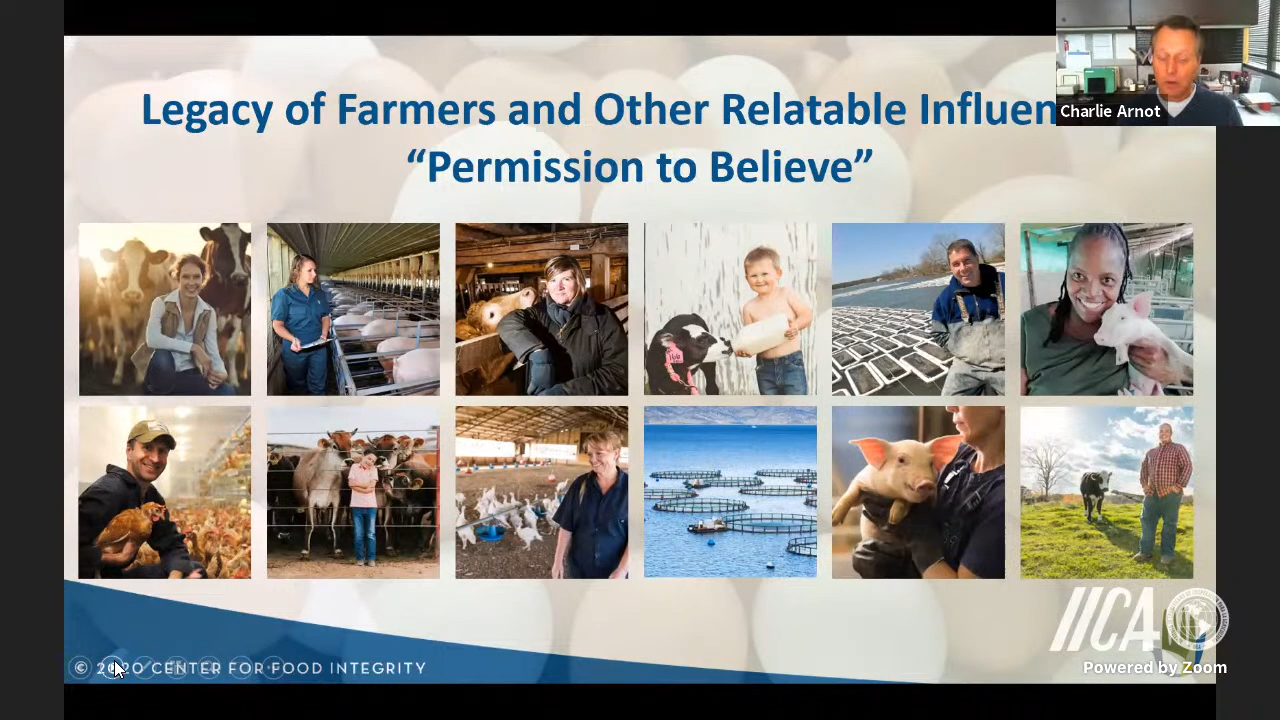 Legacy of Farmers and Other Relatable Influen
“Permission to Believe”
Charlie Arnot
166
IICA
© 2020 CENTER FOR FOOD INTEGRITY
Powered by Zoom